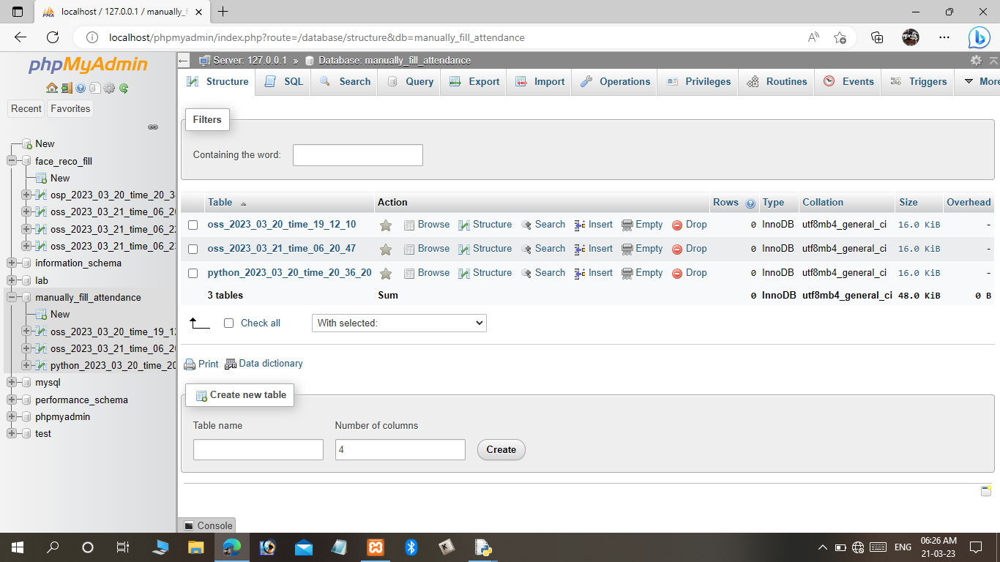 localhost / 127.0.0.1 / manually_f
localhost/phpmyadmin/index.php?route=/database/structure&db=manually_fill_attendance
phpMyAdmin
Recent Favorites
New
face_reco_fill
New
osp_2023_03_20_time_20_3
oss_2023_03_21_time_06_20
oss_2023_03_21_time_06_22
oss_2023_03_21_time_06_23
information_schema
lab
manually_fill_attendance
New
oss_2023_03_20_time_19_12
oss_2023_03_21_time_06_20
python_2023_03_20_time_20
mysql
performance_schema
phpmyadmin
test
Server: 127.0.0.1 » Database: manually_fill_attendance
Structure SQL Search Query Export Import Operations Privileges Routines Events Triggers More
Filters
Containing the word:
Table Action Rows Type Collation Size Overhead
oss_2023_03_20_time_19_12_10 Browse Structure Search Insert Empty Drop 0 InnoDB utf8mb4_general_ci 16.0 KiB -
oss_2023_03_21_time_06_20_47 Browse Structure Search Insert Empty Drop 0 InnoDB utf8mb4_general_ci 16.0 KiB -
python_2023_03_20_time_20_36_20 Browse Structure Search Insert Empty Drop 0 InnoDB utf8mb4_general_ci 16.0 KiB -
3 tables Sum 0 InnoDB utf8mb4_general_ci 48.0 KiB 0 B
Check all With selected:
Print Data dictionary
Create new table
Table name Number of columns
4 Create
Console
ENG 06:26 AM
21-03-23